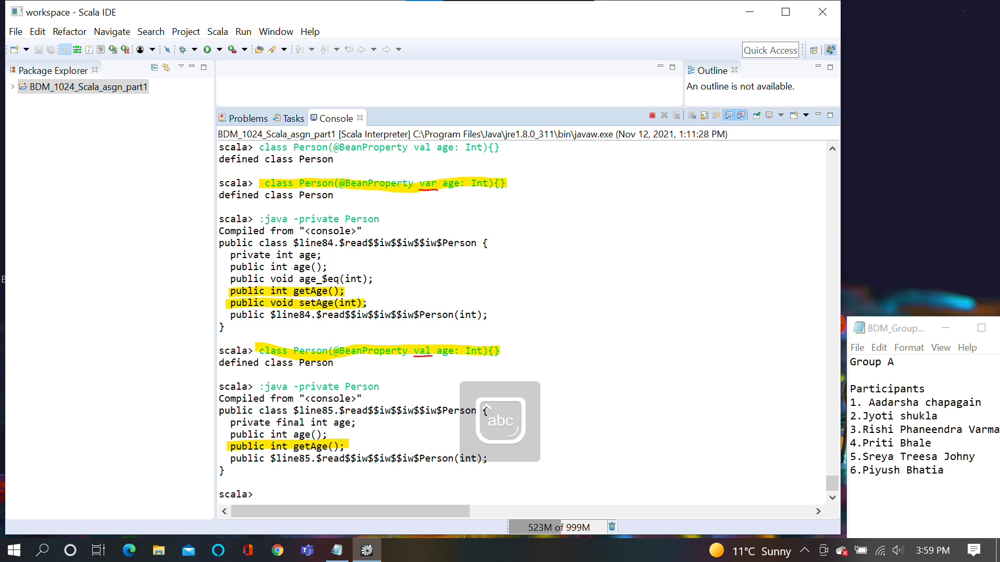 workspace - Scala IDE
File Edit Refactor Navigate Search Project Scala Run Window Help
Quick Access
Package Explorer
BDM_1024_Scala_asgn_part1
Outline
An outline is not available.
Problems Tasks Console
BDM_1024_Scala_asgn_part1 [Scala Interpreter] C:\Program Files\Java\jre1.8.0_311\bin\javaw.exe (Nov 12, 2021, 1:11:28 PM)
scala> class Person(@BeanProperty val age: Int){}
defined class Person
scala>  class Person(@BeanProperty var age: Int){}
defined class Person
scala> :java -private Person
Compiled from "<console>"
public class $line84.$read$$iw$$iw$$iw$Person {
  private int age;
  public int age();
  public void age_$eq(int);
  public int getAge();
  public void setAge(int);
  public $line84.$read$$iw$$iw$$iw$Person(int);
}
scala> class Person(@BeanProperty val age: Int){}
defined class Person
scala> :java -private Person
Compiled from "<console>"
public class $line85.$read$$iw$$iw$$iw$Person {
  private final int age;
  public int age();
  public int getAge();
  public $line85.$read$$iw$$iw$$iw$Person(int);
}
scala>
abc
523M of 999M
B
BDM_Group...
File Edit Format View Help
Group A
Participants
1. Aadarsha chapagain
2.Jyoti shukla
3.Rishi Phaneendra Varma
4.Priti Bhale
5.Sreya Treesa Johny
6.Piyush Bhatia
11°C Sunny
3:59 PM